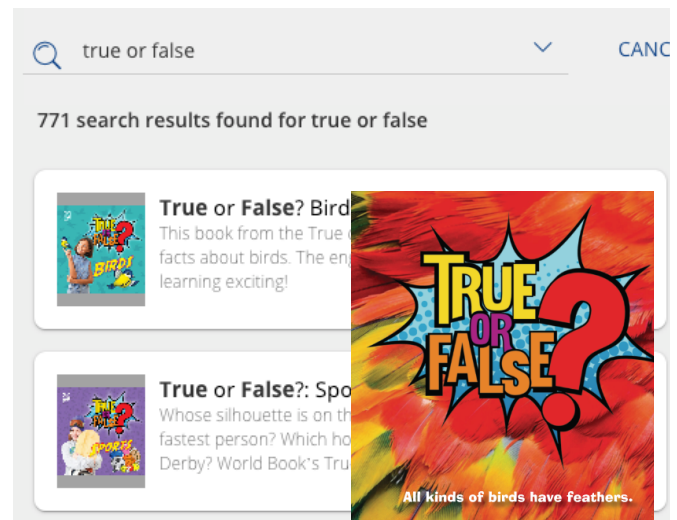 true or false
CANC
771 search results found for true or false
True or False? Bird
This book from the True
facts about birds. The en
learning exciting!
TRUE
OR
FALSE?
BIRDS
True or False?: Spo
Whose silhouette is on th
fastest person? Which ho
Derby? World Book's Tru
TRUE
OR
FALSE?
SPORTS
TRUE
OR
FALSE?
All kinds of birds have feathers.